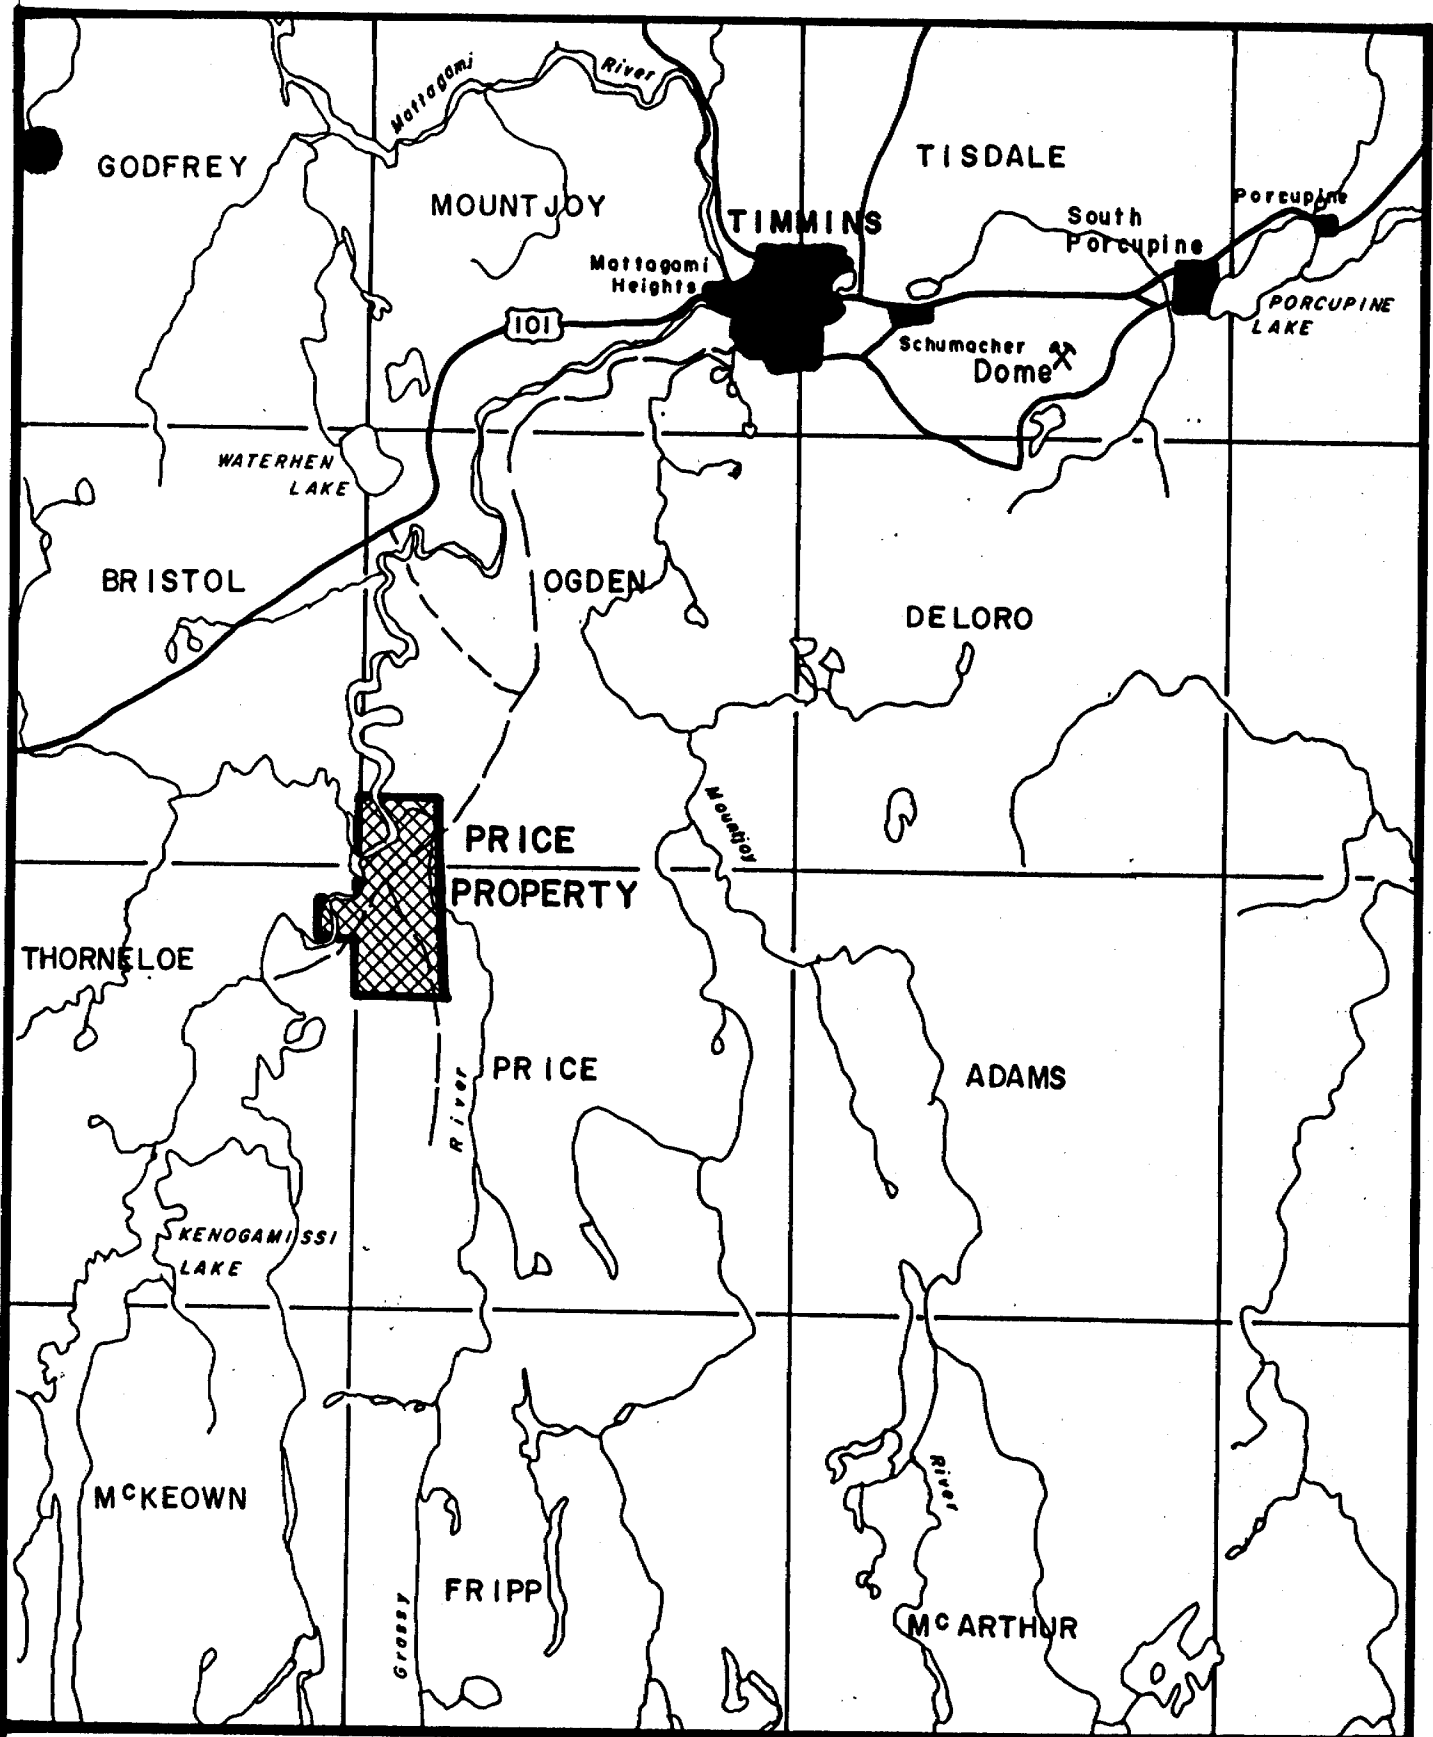 Mattagami
River
GODFREY
TISDALE
MOUNTJOY
Porcupine
TIMMINS
South
Porcupine
Mattagami
Heights
101
PORCUPINE
LAKE
Schumacher
Dome
WATERHEN
LAKE
BRISTOL
OGDEN
DELORO
Mountjoy
PRICE
PROPERTY
THORNELOE
PRICE
River
ADAMS
KENOGAMISSI
LAKE
River
McKEOWN
FRIPP
Grassy
McARTHUR